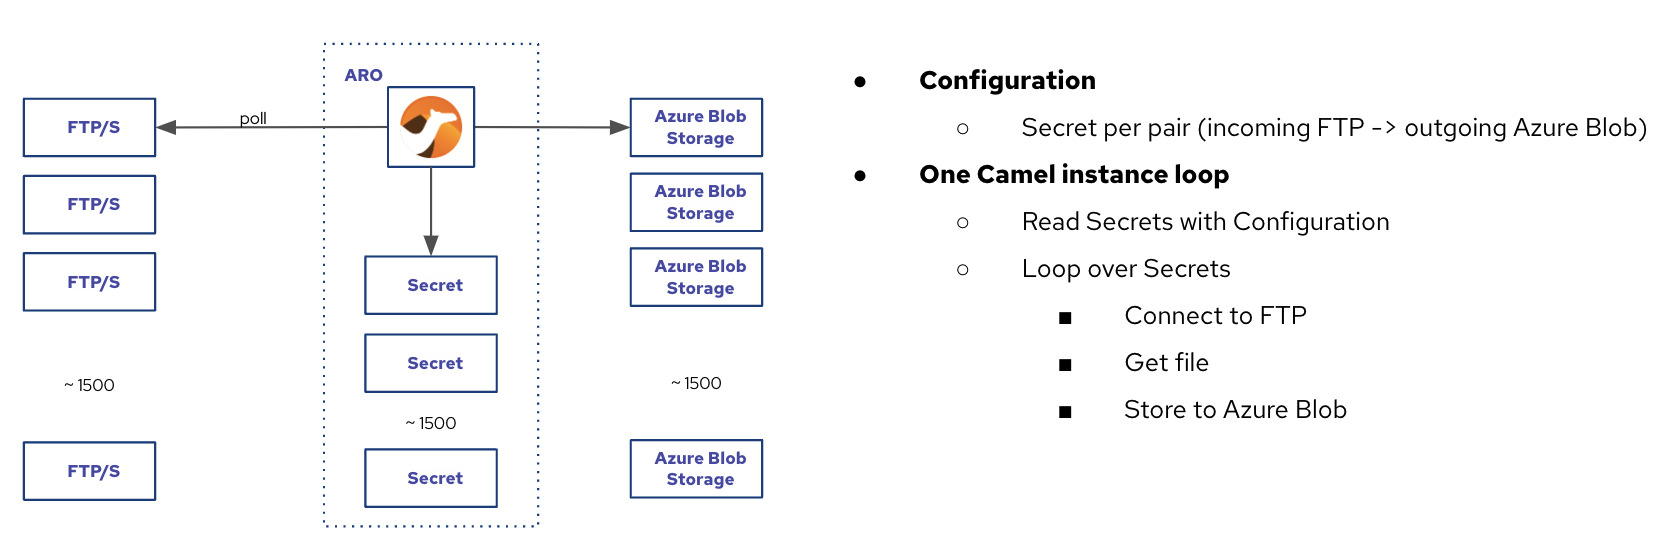 ARO
poll
FTP/S
FTP/S
FTP/S
~ 1500
FTP/S
Secret
Secret
~ 1500
Secret
Azure Blob
Storage
Azure Blob
Storage
Azure Blob
Storage
~ 1500
Azure Blob
Storage
● Configuration
○ Secret per pair (incoming FTP -> outgoing Azure Blob)
● One Camel instance loop
○ Read Secrets with Configuration
○ Loop over Secrets
■ Connect to FTP
■ Get file
■ Store to Azure Blob